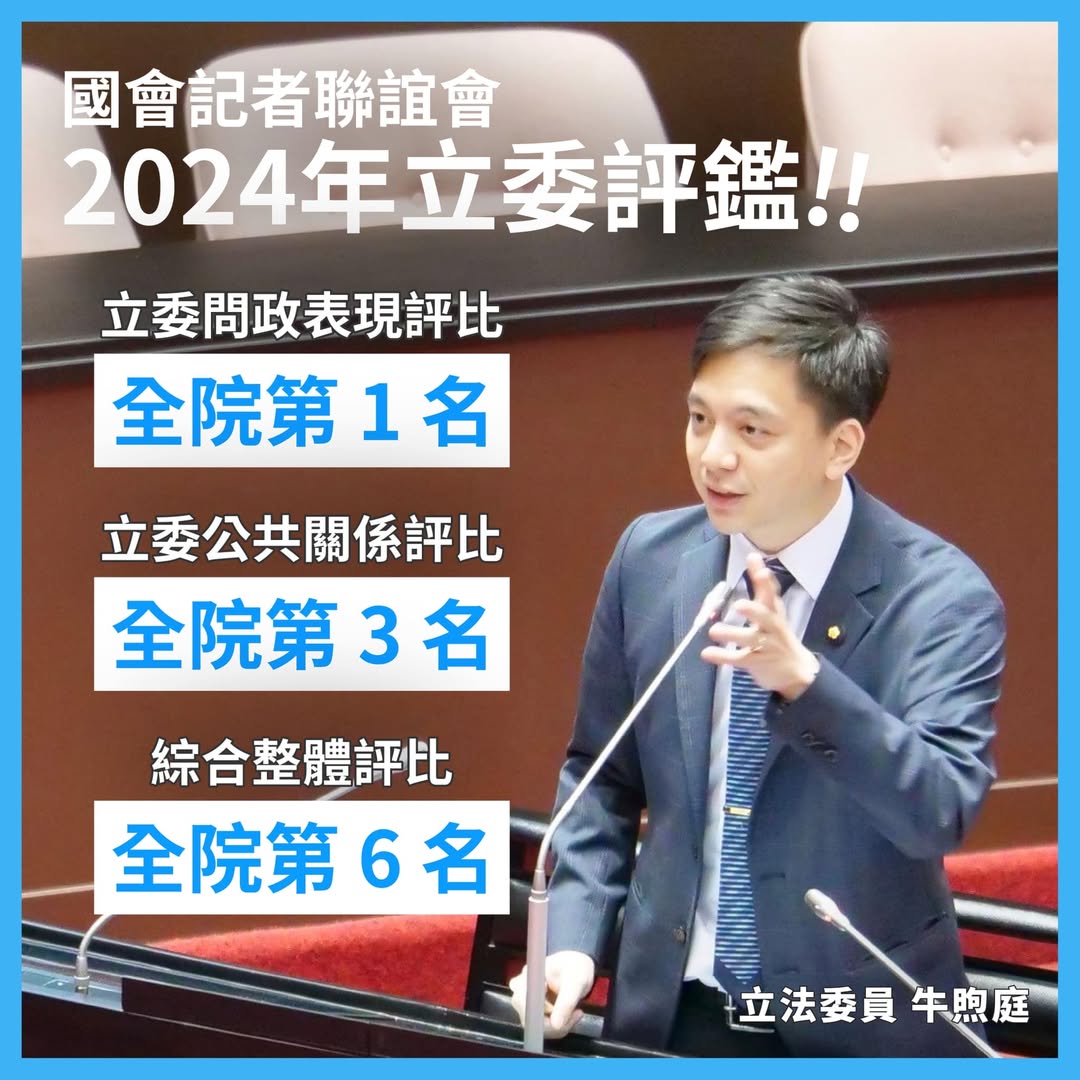 國會記者聯誼會
2024年立委評鑑!!
立委問政表現評比
全院第1名
立委公共關係評比
全院第3名
綜合整體評比
全院第6名
立法委員 牛煦庭